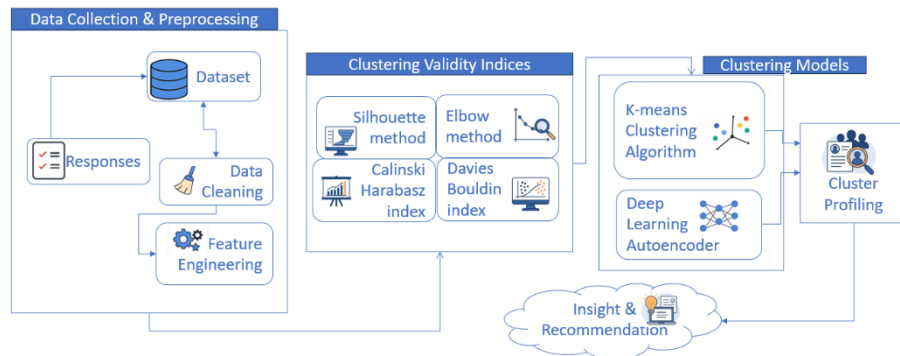 Data Collection & Preprocessing
Dataset
Responses
Data
Cleaning
Feature
Engineering
Clustering Validity Indices
Silhouette
method
Elbow
method
Calinski
Harabasz
index
Davies
Bouldin
index
Clustering Models
K-means
Clustering
Algorithm
Deep
Learning
Autoencoder
Cluster
Profiling
Insight &
Recommendation